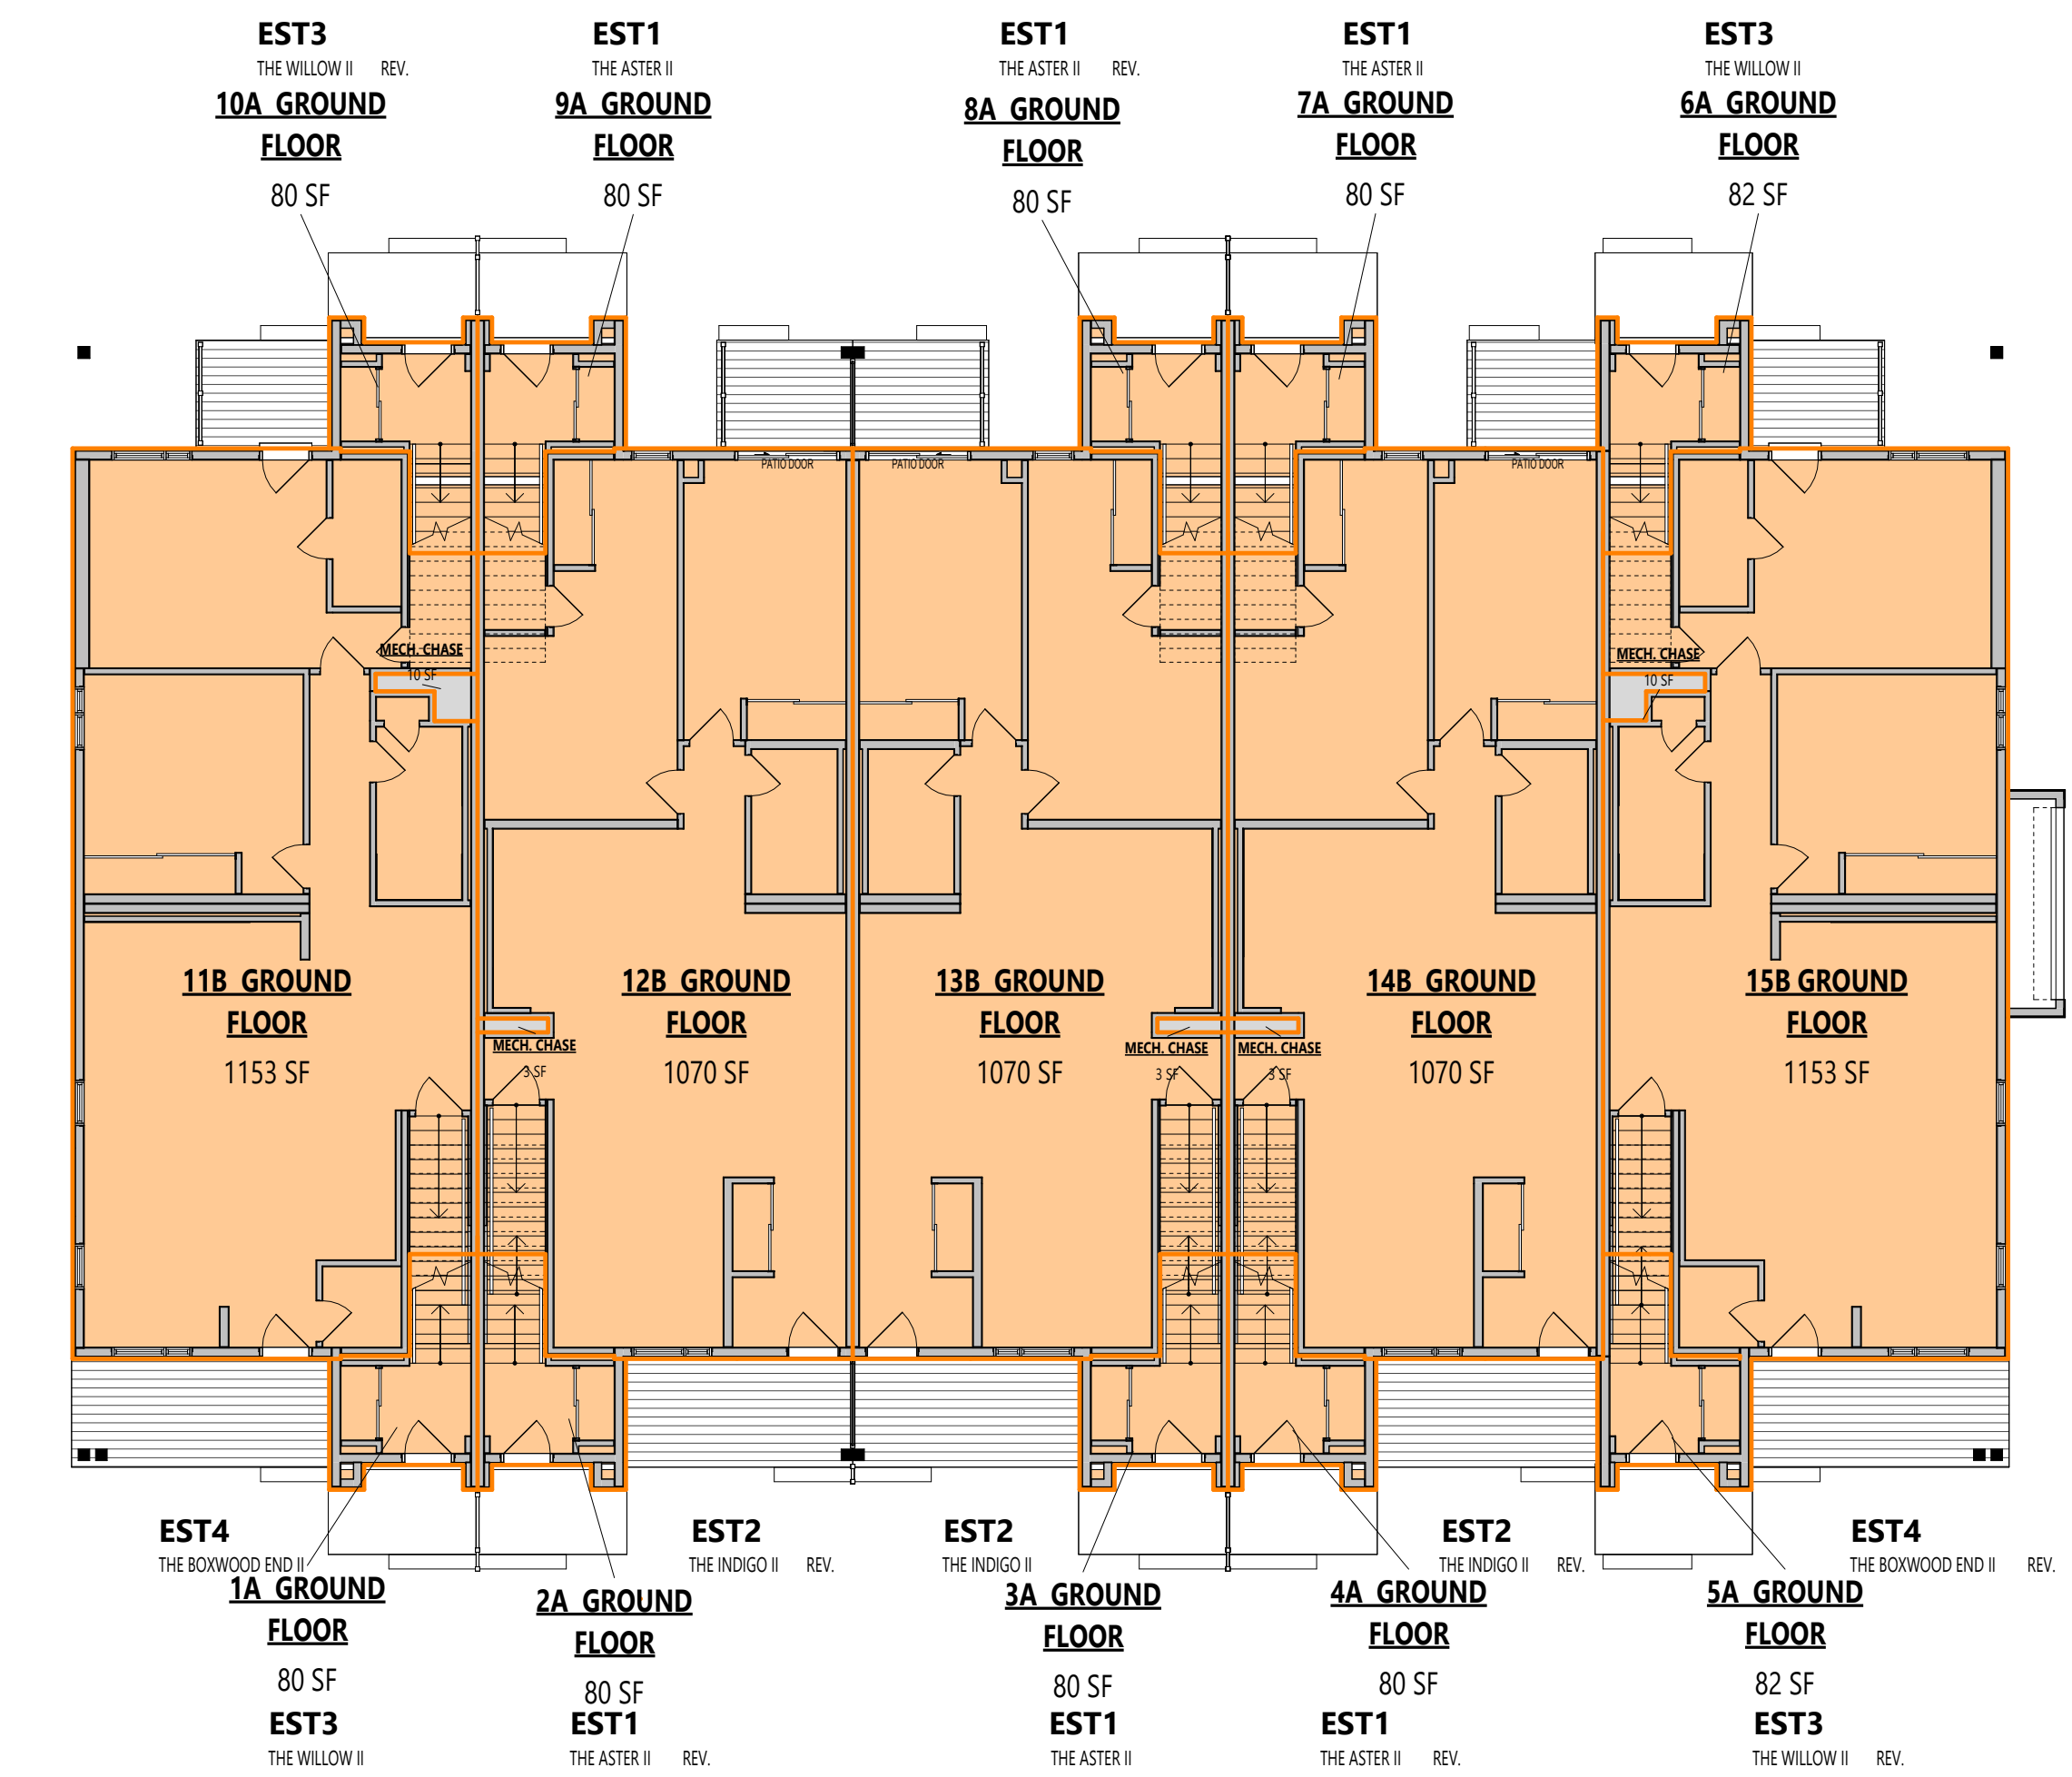 EST3
THE WILLOW II REV.
10A GROUND
FLOOR
80 SF
EST1
THE ASTER II
9A GROUND
FLOOR
80 SF
EST1
THE ASTER II REV.
8A GROUND
FLOOR
80 SF
EST1
THE ASTER II
7A GROUND
FLOOR
80 SF
EST3
THE WILLOW II
6A GROUND
FLOOR
82 SF
PATIO DOOR
PATIO DOOR
PATIO DOOR
MECH. CHASE
10 SF
MECH. CHASE
10 SF
11B GROUND
FLOOR
1153 SF
12B GROUND
FLOOR
1070 SF
13B GROUND
FLOOR
1070 SF
14B GROUND
FLOOR
1070 SF
15B GROUND
FLOOR
1153 SF
MECH. CHASE
3 SF
MECH. CHASE
3 SF
MECH. CHASE
3 SF
EST4
THE BOXWOOD END II
1A GROUND
FLOOR
80 SF
EST3
THE WILLOW II
2A GROUND
FLOOR
80 SF
EST1
THE ASTER II REV.
EST2
THE INDIGO II REV.
EST2
THE INDIGO II
3A GROUND
FLOOR
80 SF
EST1
THE ASTER II
EST2
THE INDIGO II REV.
4A GROUND
FLOOR
80 SF
EST1
THE ASTER II REV.
EST4
THE BOXWOOD END II REV.
5A GROUND
FLOOR
82 SF
EST3
THE WILLOW II REV.